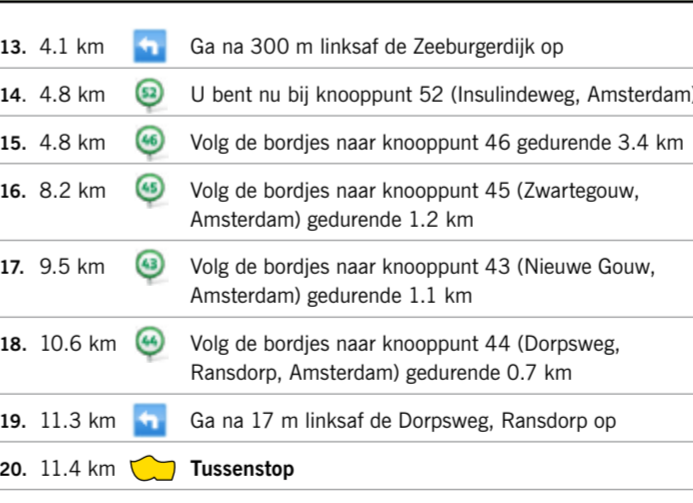 13. 4.1 km Ga na 300 m linksaf de Zeeburgerdijk op
14. 4.8 km 52 U bent nu bij knooppunt 52 (Insulindeweg, Amsterdam)
15. 4.8 km 46 Volg de bordjes naar knooppunt 46 gedurende 3.4 km
16. 8.2 km 45 Volg de bordjes naar knooppunt 45 (Zwartegouw,
Amsterdam) gedurende 1.2 km
17. 9.5 km 43 Volg de bordjes naar knooppunt 43 (Nieuwe Gouw,
Amsterdam) gedurende 1.1 km
18. 10.6 km 44 Volg de bordjes naar knooppunt 44 (Dorpsweg,
Ransdorp, Amsterdam) gedurende 0.7 km
19. 11.3 km Ga na 17 m linksaf de Dorpsweg, Ransdorp op
20. 11.4 km Tussenstop